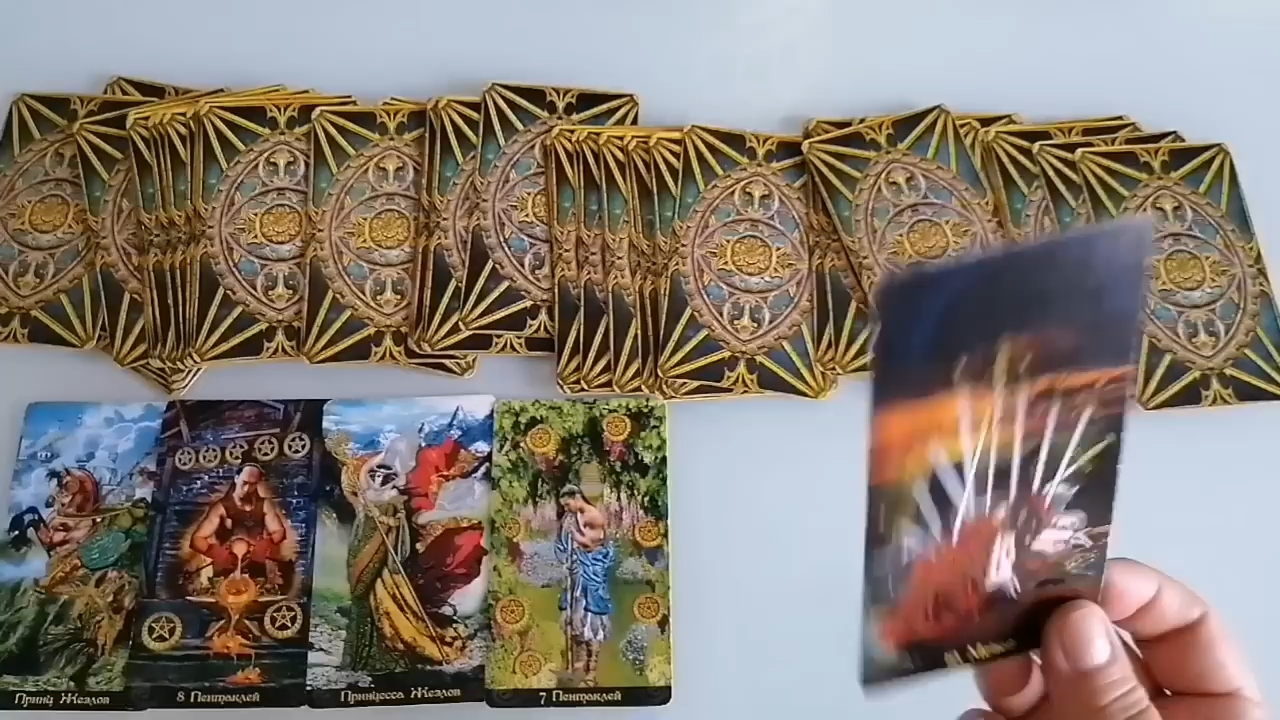 Принц Жезлов
8 Пентаклей
Принцесса Жезлов
7 Пентаклей